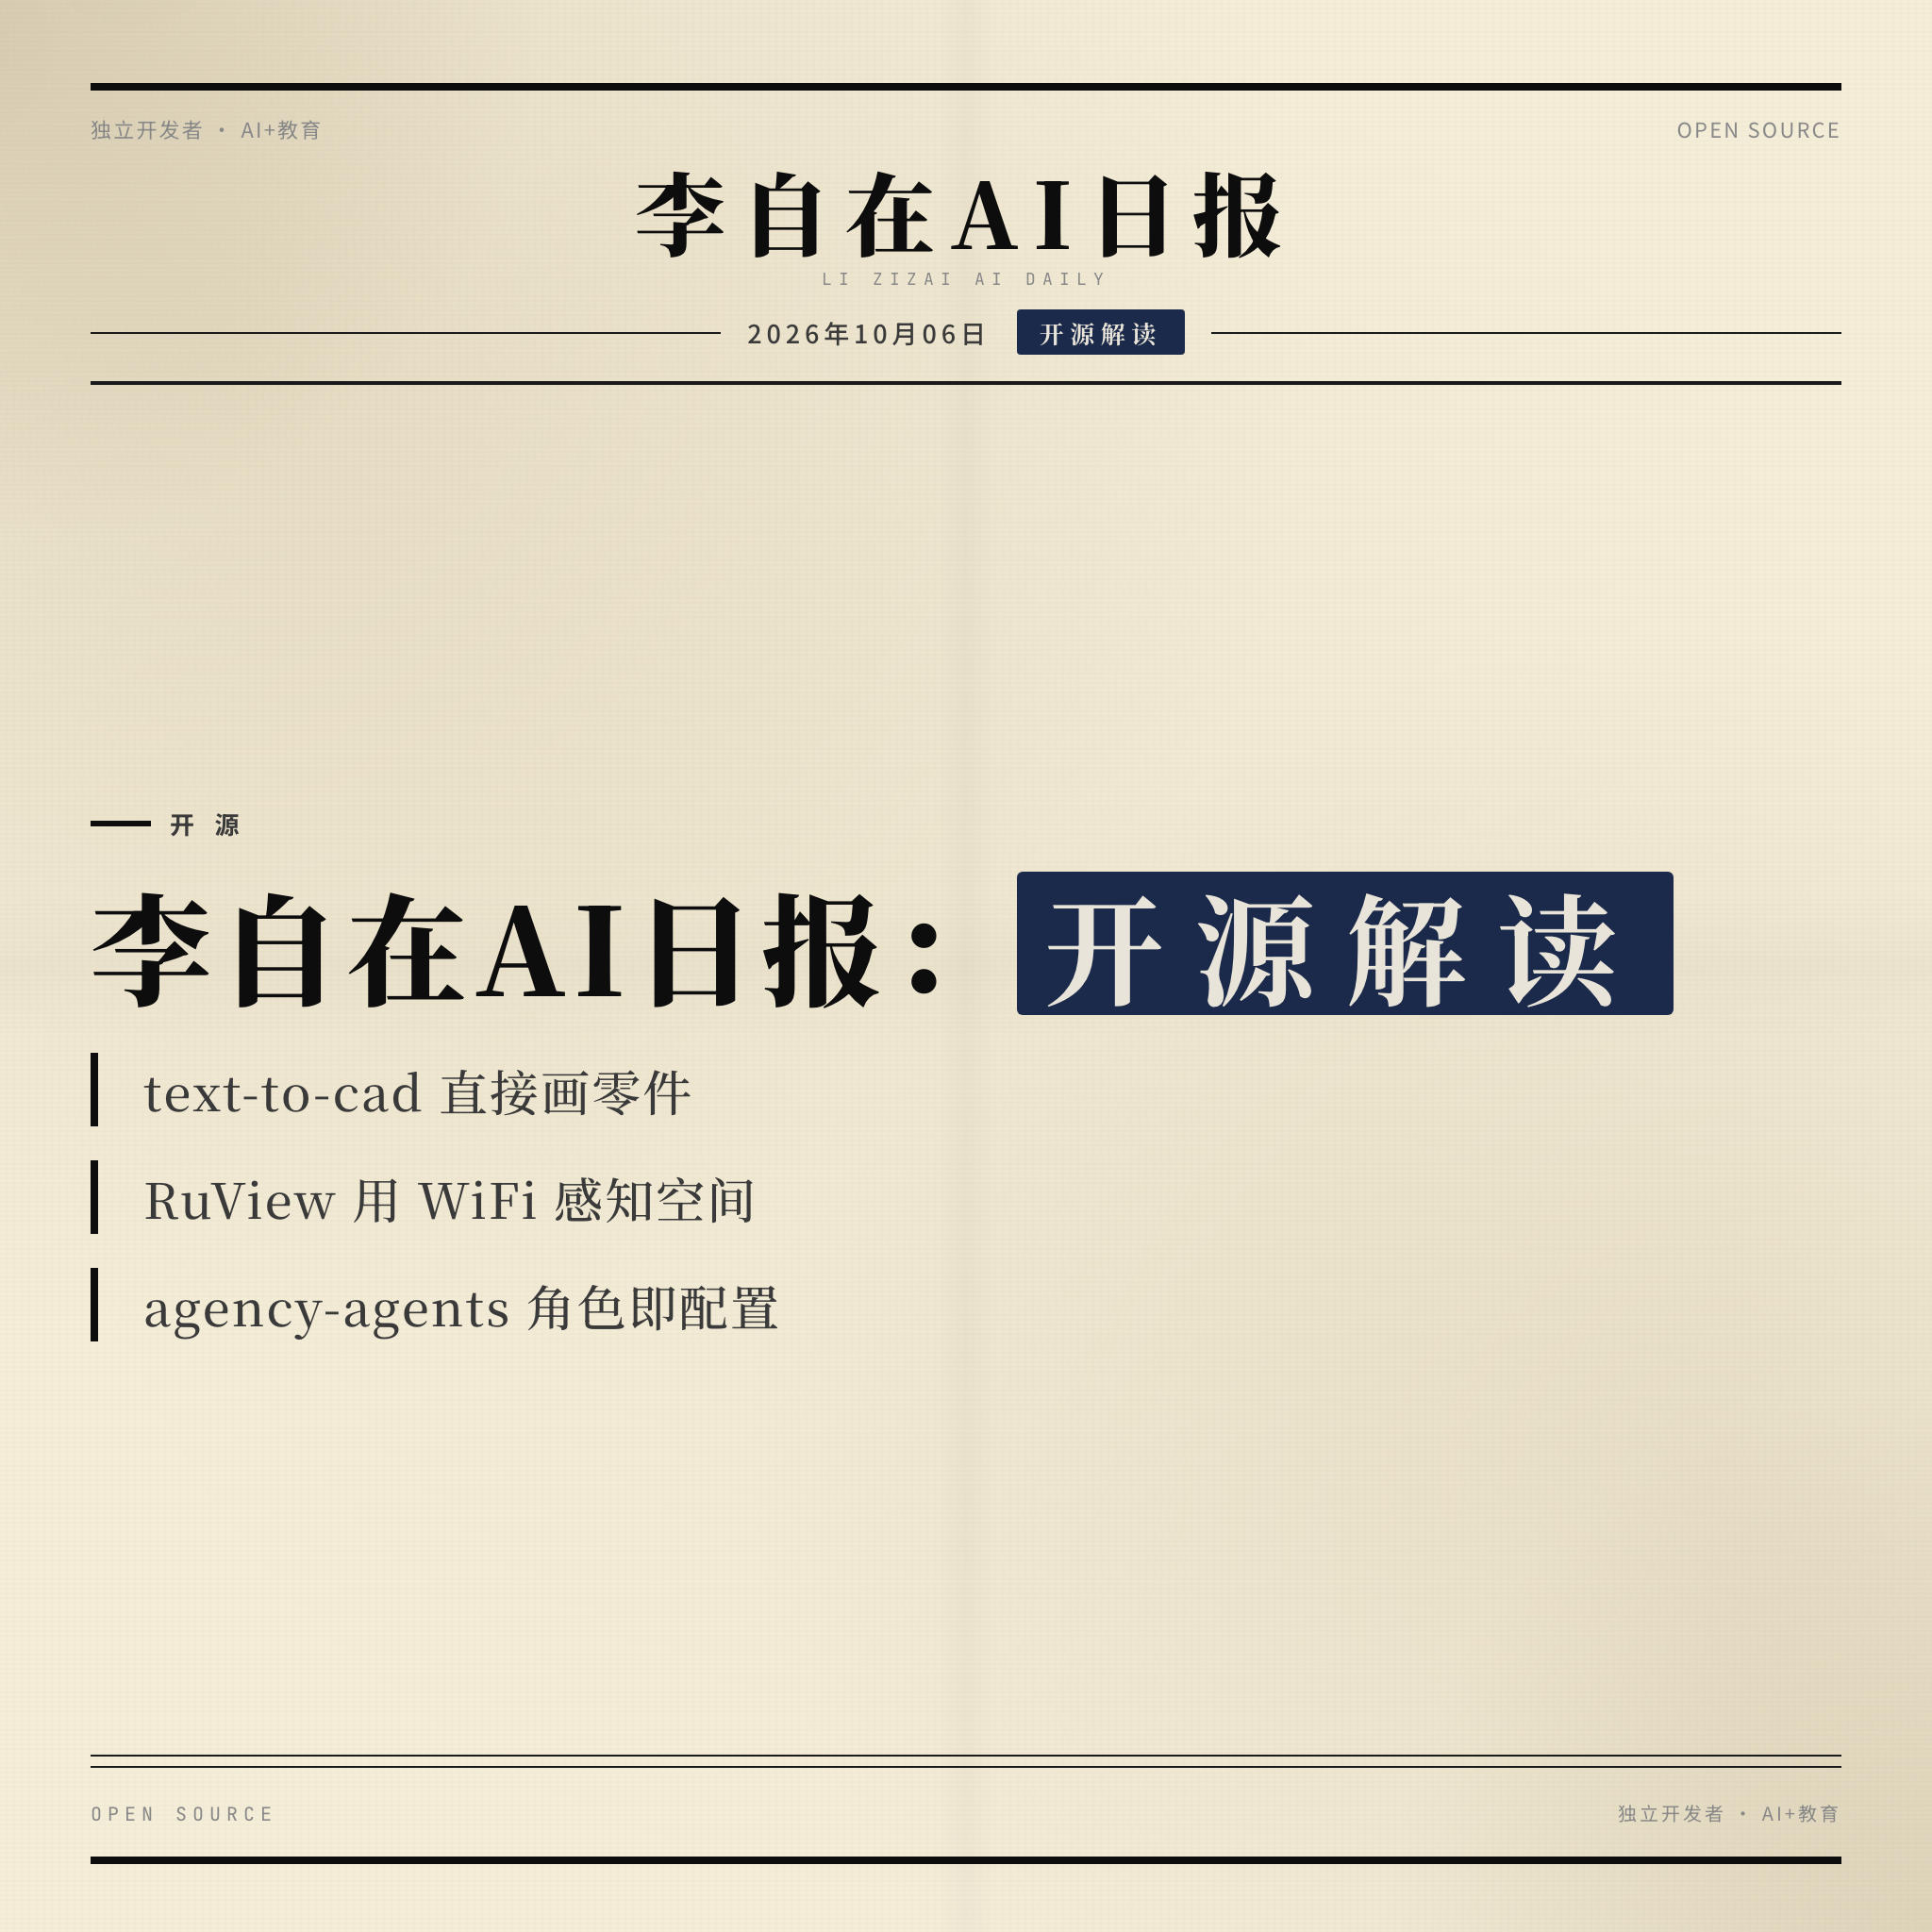 独立开发者 · AI+教育
OPEN SOURCE
李自在AI日报
LI ZIZAI AI DAILY
2026年10月06日 开源解读
开源
李自在AI日报：开源解读
text-to-cad 直接画零件
RuView 用 WiFi 感知空间
agency-agents 角色即配置
OPEN SOURCE
独立开发者 · AI+教育